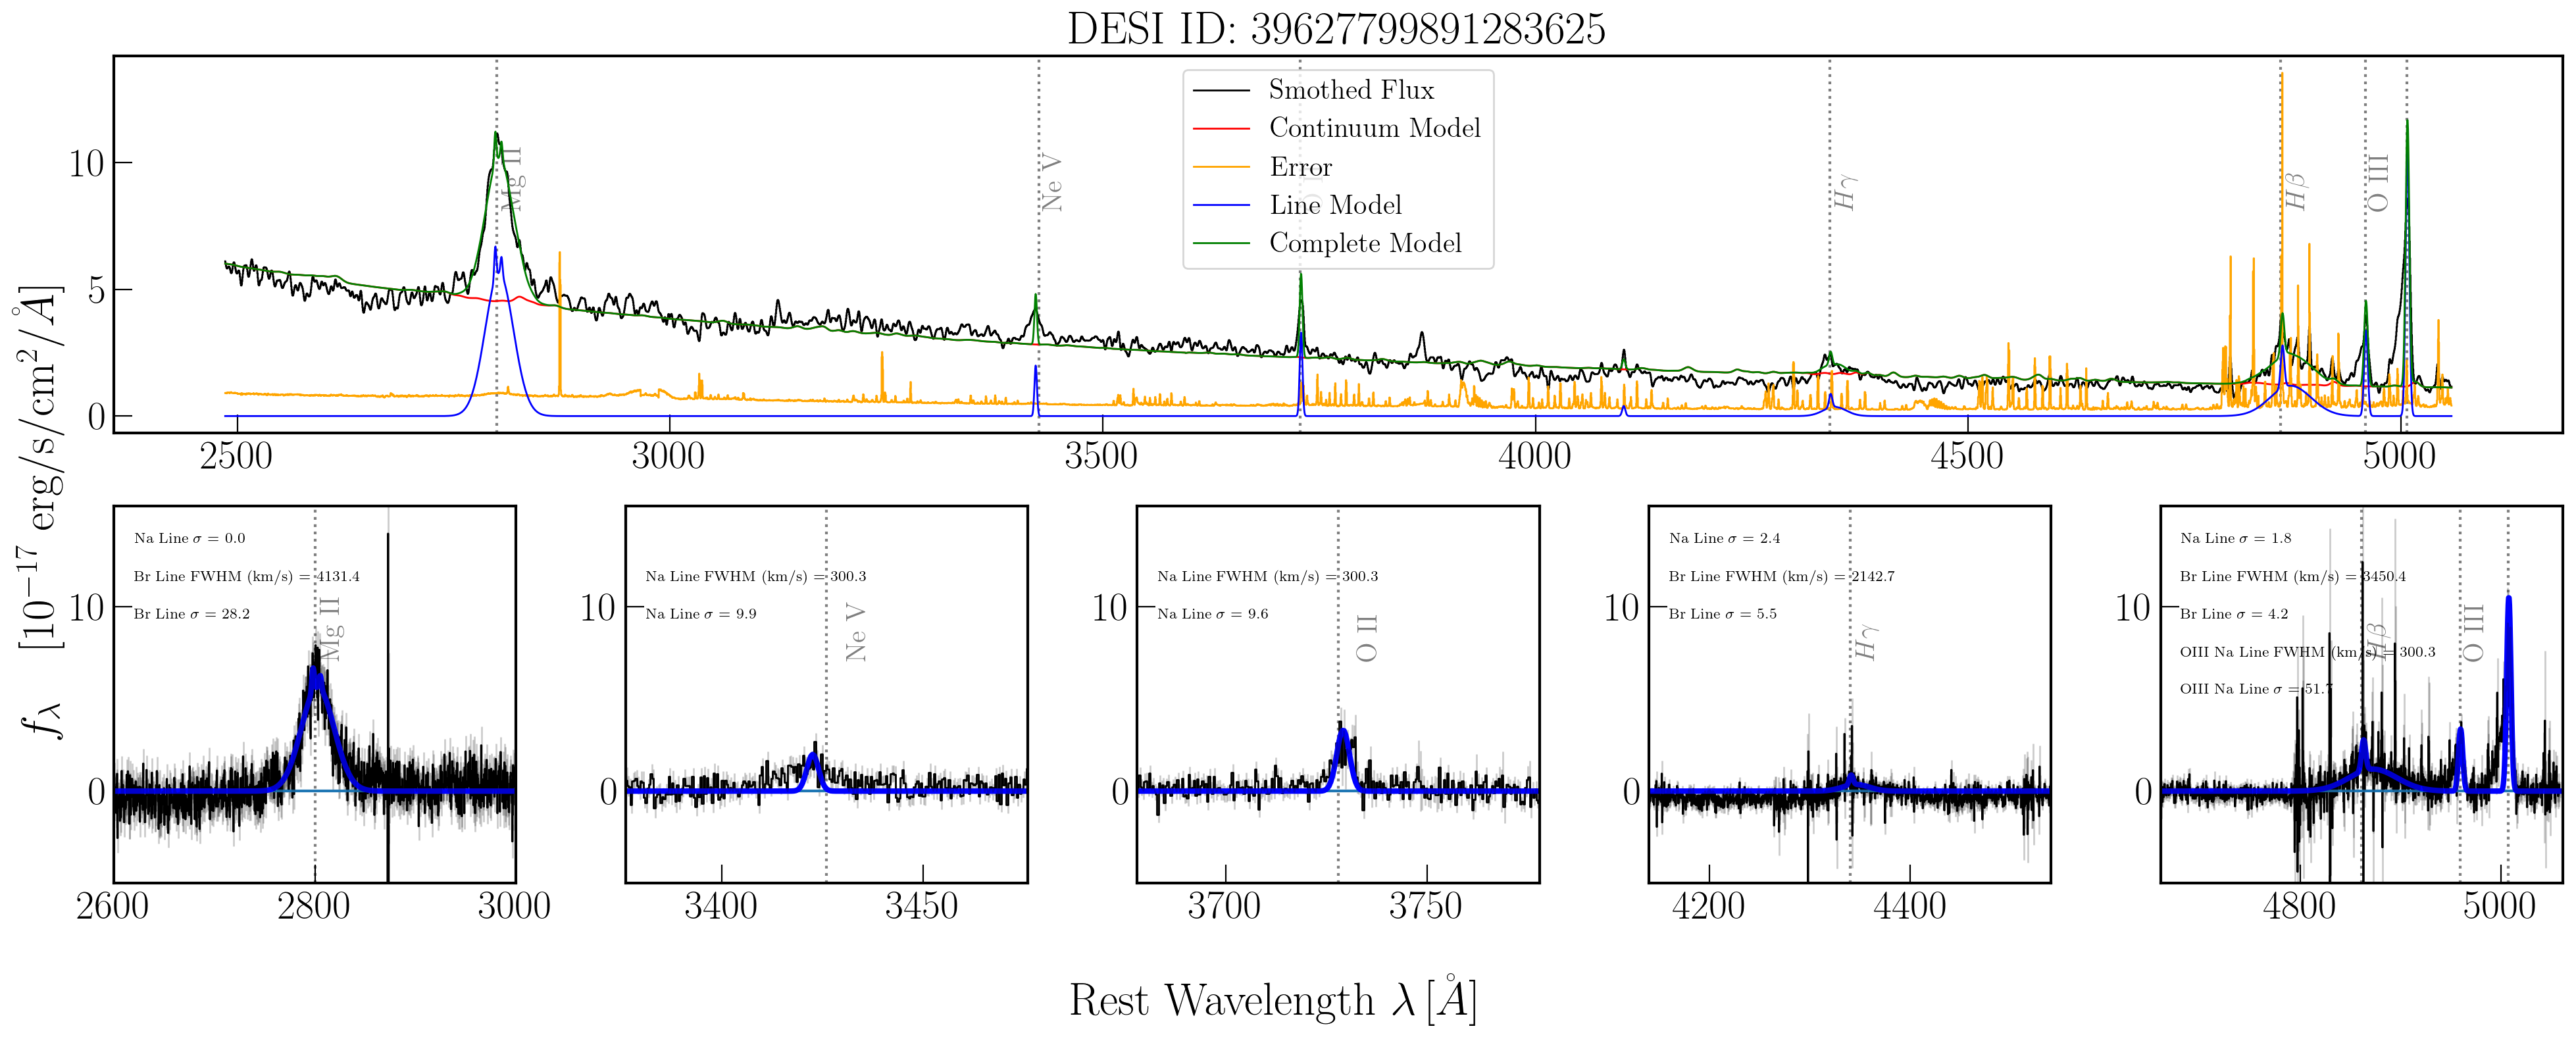 DESI ID: 39627799891283625
Smothed Flux
Continuum Model
Error
Line Model
Complete Model
Mg II
Ne V
Hγ
Hβ
O III
10
5
0
2500 3000 3500 4000 4500 5000
f_λ [10^{-17} erg/s/cm^2/Å]
Na Line σ = 0.0
Br Line FWHM (km/s) = 4131.4
Br Line σ = 28.2
Mg II
10
0
2600 2800 3000
Na Line FWHM (km/s) = 300.3
Na Line σ = 9.9
Ne V
10
0
3400 3450
Na Line FWHM (km/s) = 300.3
Na Line σ = 9.6
O II
10
0
3700 3750
Na Line σ = 2.4
Br Line FWHM (km/s) = 2142.7
Br Line σ = 5.5
Hγ
10
0
4200 4400
Na Line σ = 1.8
Br Line FWHM (km/s) = 3450.4
Br Line σ = 4.2
OIII Na Line FWHM (km/s) = 300.3
OIII Na Line σ = 51.7
Hβ
O III
10
0
4800 5000
Rest Wavelength λ [Å]